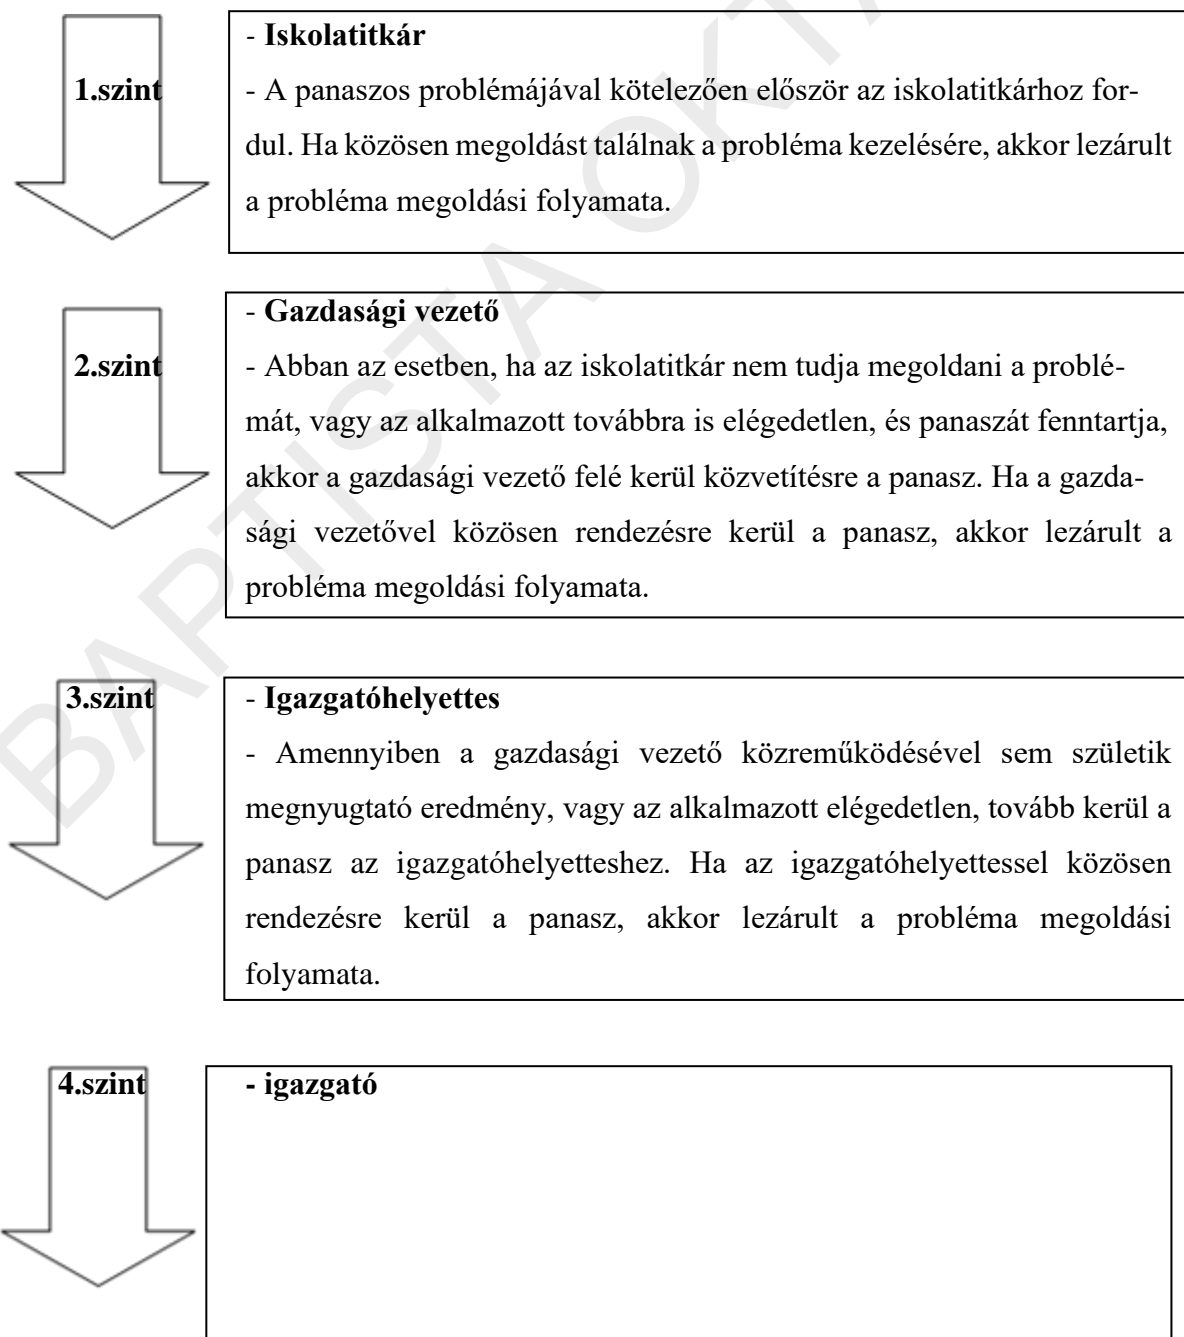 - Iskolatitkár
1.szint
- A panaszos problémájával kötelezően először az iskolatitkárhoz for-
dul. Ha közösen megoldást találnak a probléma kezelésére, akkor lezárult
a probléma megoldási folyamata.
- Gazdasági vezető
2.szint
- Abban az esetben, ha az iskolatitkár nem tudja megoldani a problé-
mát, vagy az alkalmazott továbbra is elégedetlen, és panaszát fenntartja,
akkor a gazdasági vezető felé kerül közvetítésre a panasz. Ha a gazda-
sági vezetővel közösen rendezésre kerül a panasz, akkor lezárult a
probléma megoldási folyamata.
3.szint
- Igazgatóhelyettes
- Amennyiben a gazdasági vezető közreműködésével sem születik
megnyugtató eredmény, vagy az alkalmazott elégedetlen, tovább kerül a
panasz az igazgatóhelyetteshez. Ha az igazgatóhelyettessel közösen
rendezésre kerül a panasz, akkor lezárult a probléma megoldási
folyamata.
4.szint
- igazgató
BAPTISTA OKTA